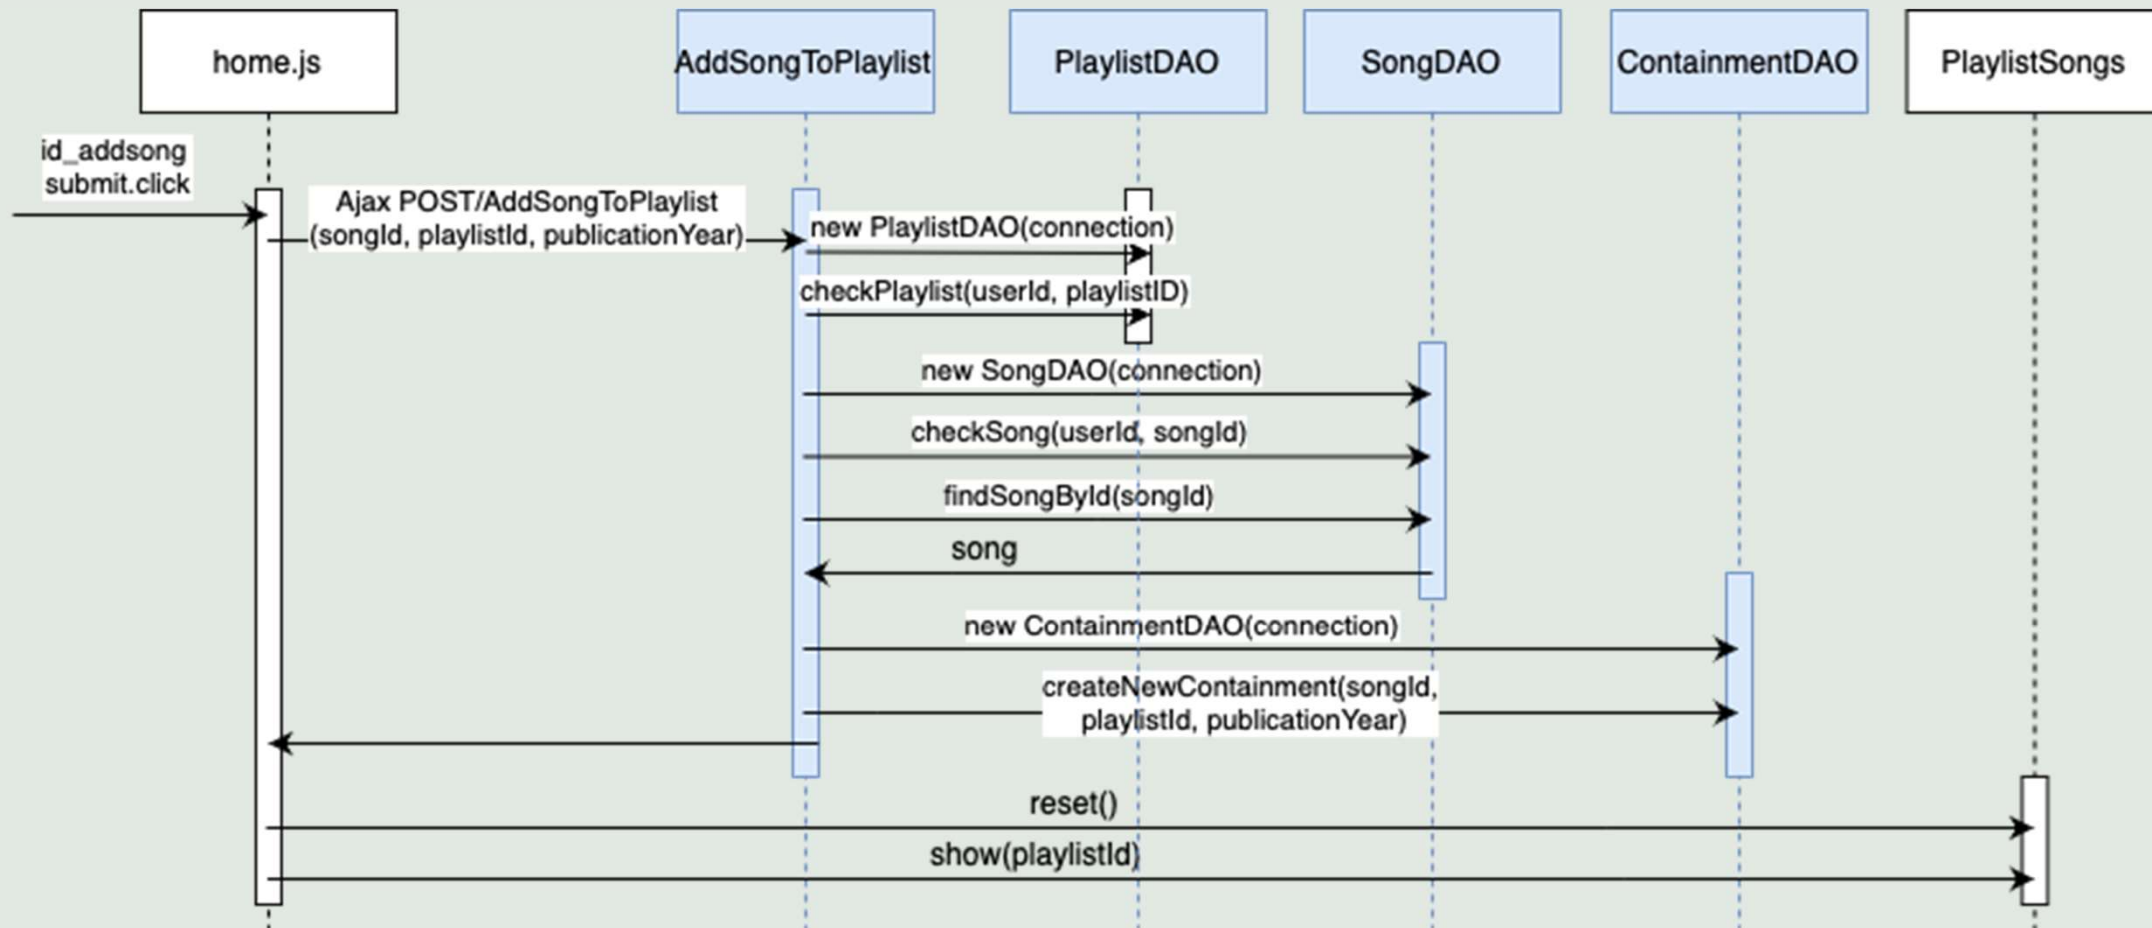 home.js
AddSongToPlaylist
PlaylistDAO
SongDAO
ContainmentDAO
PlaylistSongs
id_addsong
submit.click
Ajax POST/AddSongToPlaylist
(songId, playlistId, publicationYear)
new PlaylistDAO(connection)
checkPlaylist(userId, playlistID)
new SongDAO(connection)
checkSong(userId, songId)
findSongById(songId)
song
new ContainmentDAO(connection)
createNewContainment(songId,
playlistId, publicationYear)
reset()
show(playlistId)